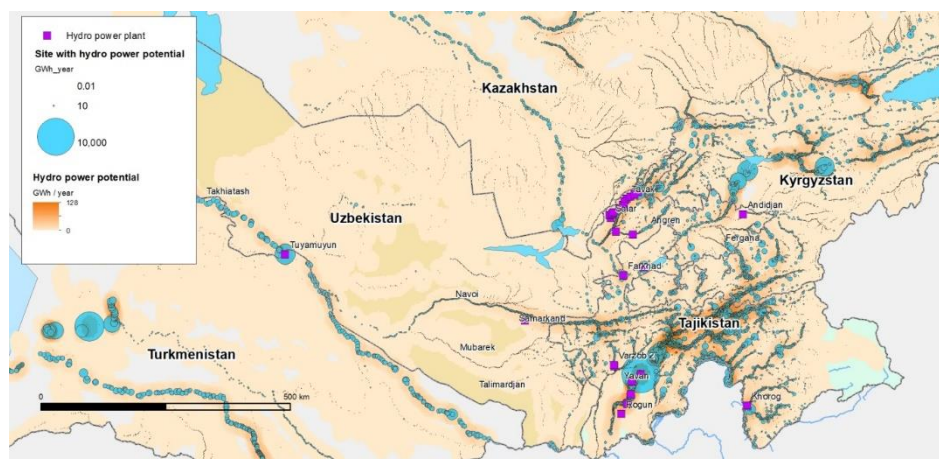 Hydro power plant
Site with hydro power potential
GWh_year
0.01
10
10,000
Hydro power potential
GWh / year
128
0
Kazakhstan
Kyrgyzstan
Takhiatash
Uzbekistan
Andidjan
Angren
Tuyamuyun
Fergana
Farkhad
Navoi
Samarkand
Tajikistan
Turkmenistan
Mubarek
Talimardjan
Varzob
Yavan
Rogun
Khorog
0
500 km